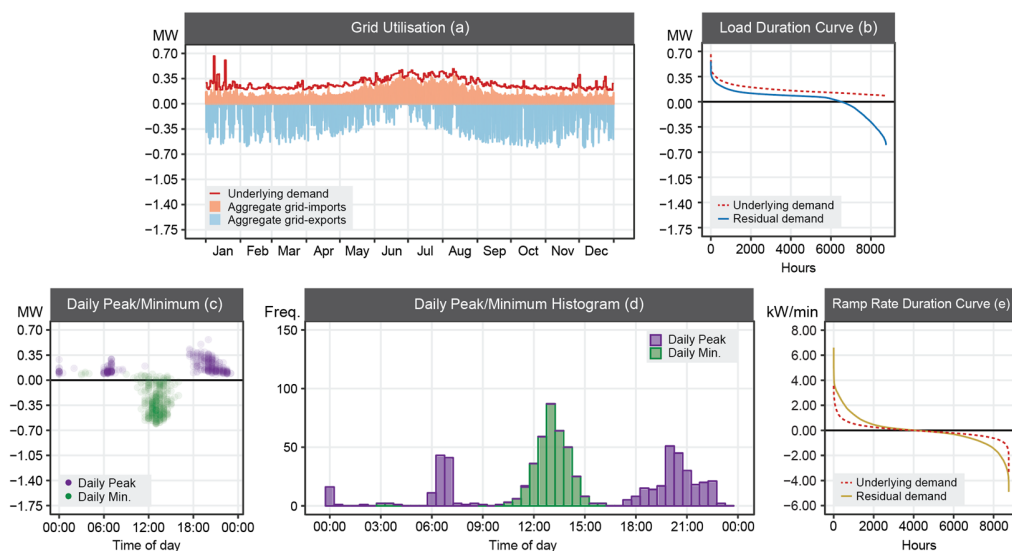 Grid Utilisation (a)
MW
0.70
0.35
0.00
−0.35
−0.70
−1.05
−1.40
−1.75
Underlying demand
Aggregate grid-imports
Aggregate grid-exports
Jan Feb Mar Apr May Jun Jul Aug Sep Oct Nov Dec
Load Duration Curve (b)
MW
0.70
0.35
0.00
−0.35
−0.70
−1.05
−1.40
−1.75
Underlying demand
Residual demand
0 2000 4000 6000 8000
Hours
Daily Peak/Minimum (c)
MW
0.70
0.35
0.00
−0.35
−0.70
−1.05
−1.40
−1.75
Daily Peak
Daily Min.
00:00 06:00 12:00 18:00 00:00
Time of day
Daily Peak/Minimum Histogram (d)
Freq.
150
100
50
0
Daily Peak
Daily Min.
00:00 03:00 06:00 09:00 12:00 15:00 18:00 21:00 00:00
Time of day
Ramp Rate Duration Curve (e)
kW/min
8.00
6.00
4.00
2.00
0.00
−2.00
−4.00
−6.00
Underlying demand
Residual demand
0 2000 4000 6000 8000
Hours